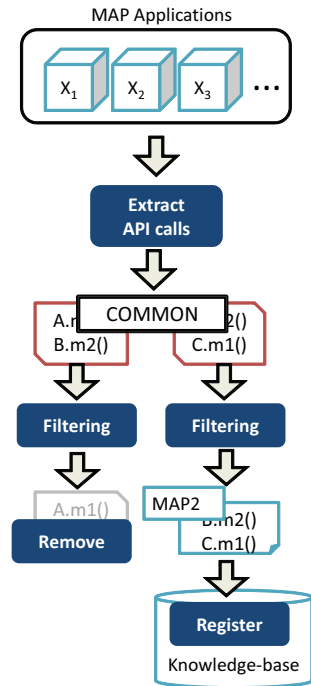 MAP Applications
X1 X2 X3 ...
Extract
API calls
COMMON
B.m2() C.m1()
Filtering Filtering
A.m1() MAP2
B.m2()
Remove C.m1()
Register
Knowledge-base